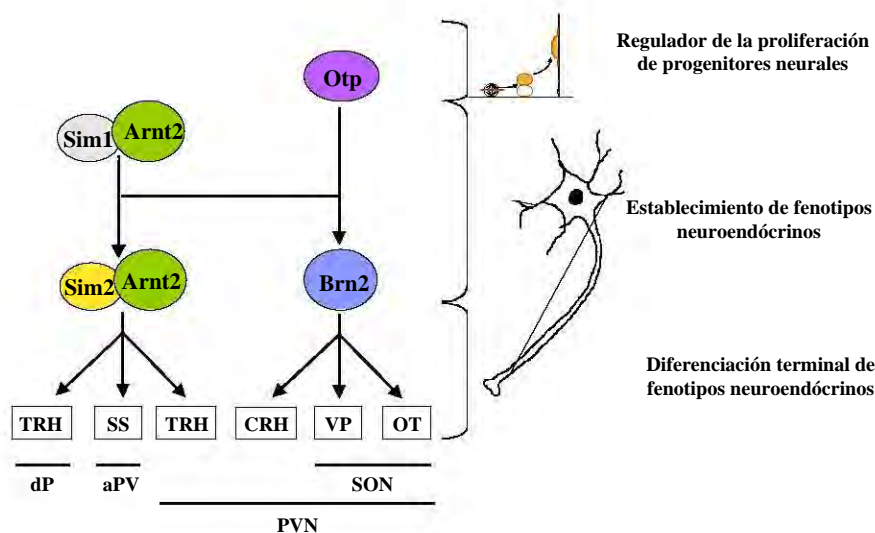 Otp
Regulador de la proliferación
de progenitores neurales
Sim1
Arnt2
Establecimiento de fenotipos
neuroendócrinos
Sim2
Arnt2
Brn2
Diferenciación terminal de
fenotipos neuroendócrinos
TRH
SS
TRH
CRH
VP
OT
dP
aPV
SON
PVN